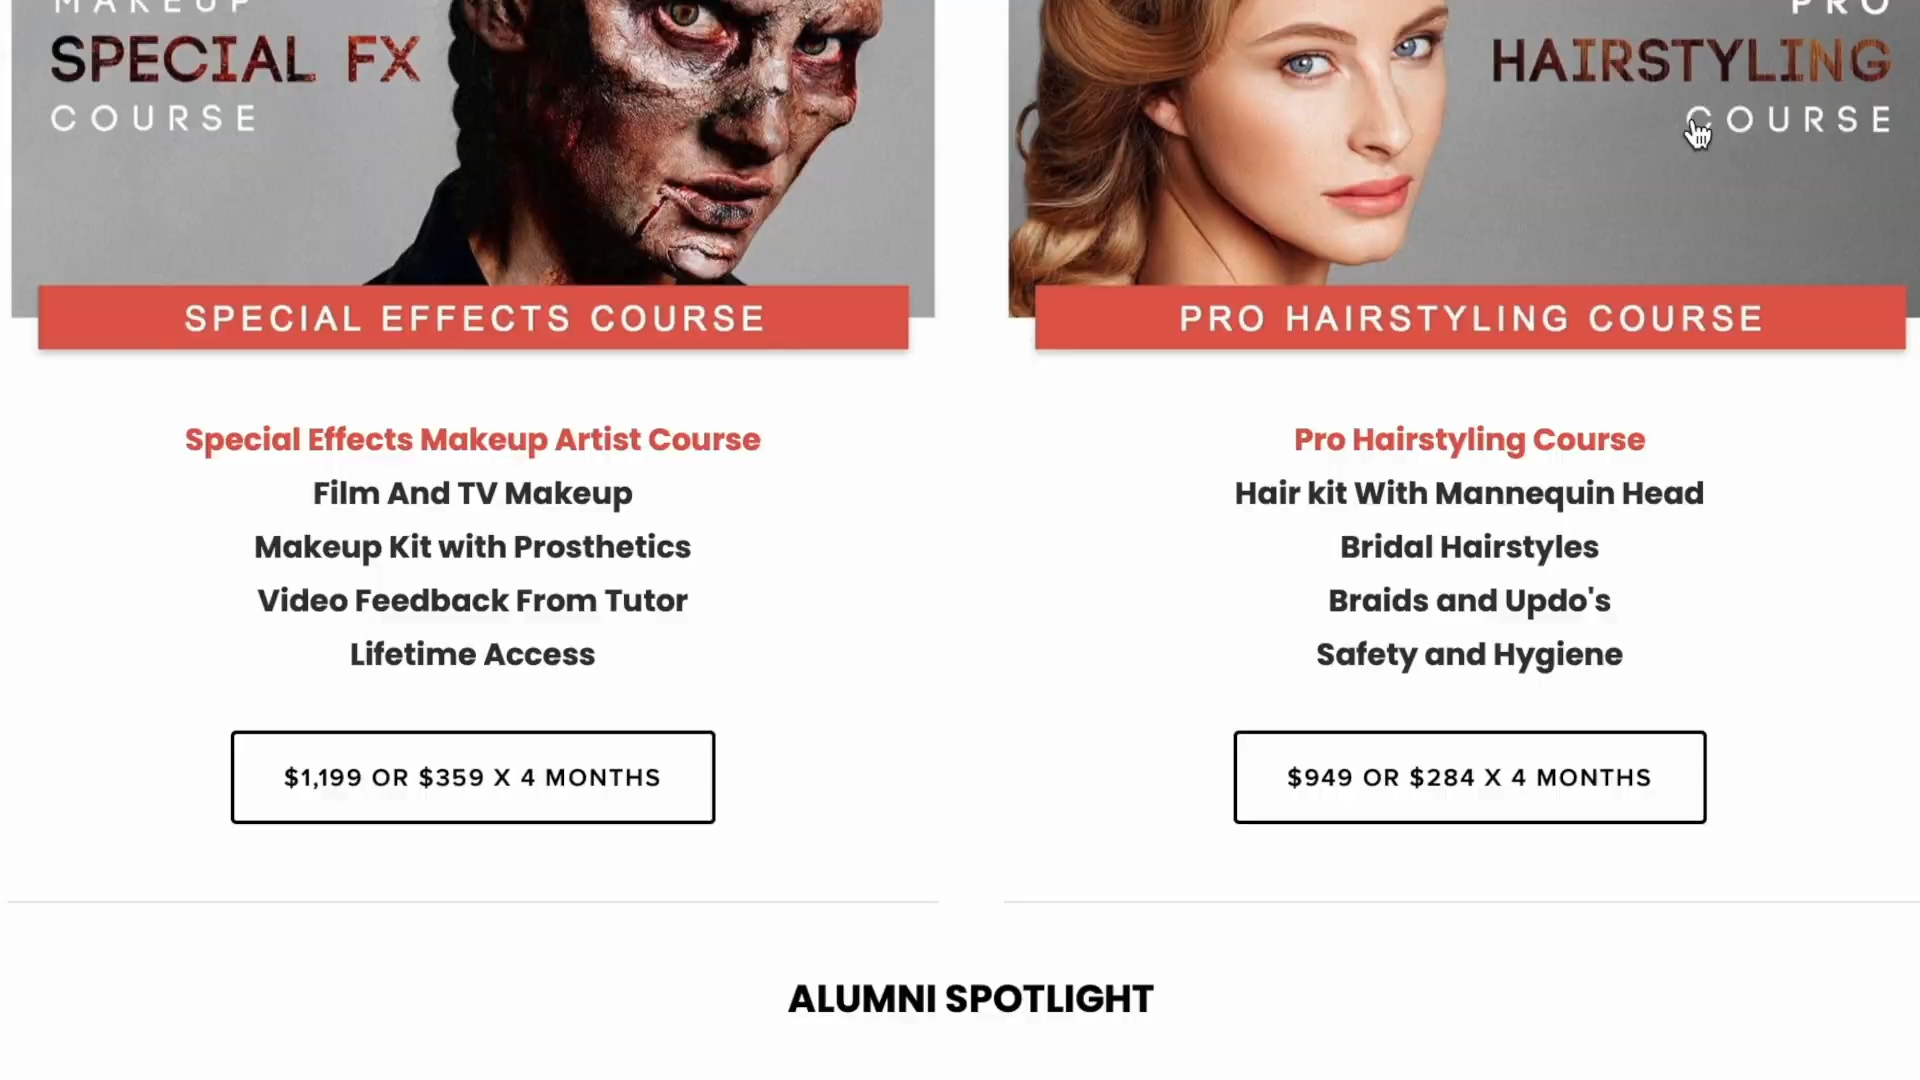 MAKEUP
SPECIAL FX
COURSE
PRO
HAIRSTYLING
COURSE
SPECIAL EFFECTS COURSE
Special Effects Makeup Artist Course
Film And TV Makeup
Makeup Kit with Prosthetics
Video Feedback From Tutor
Lifetime Access
$1,199 OR $359 X 4 MONTHS
PRO HAIRSTYLING COURSE
Pro Hairstyling Course
Hair kit With Mannequin Head
Bridal Hairstyles
Braids and Updo's
Safety and Hygiene
$949 OR $284 X 4 MONTHS
ALUMNI SPOTLIGHT